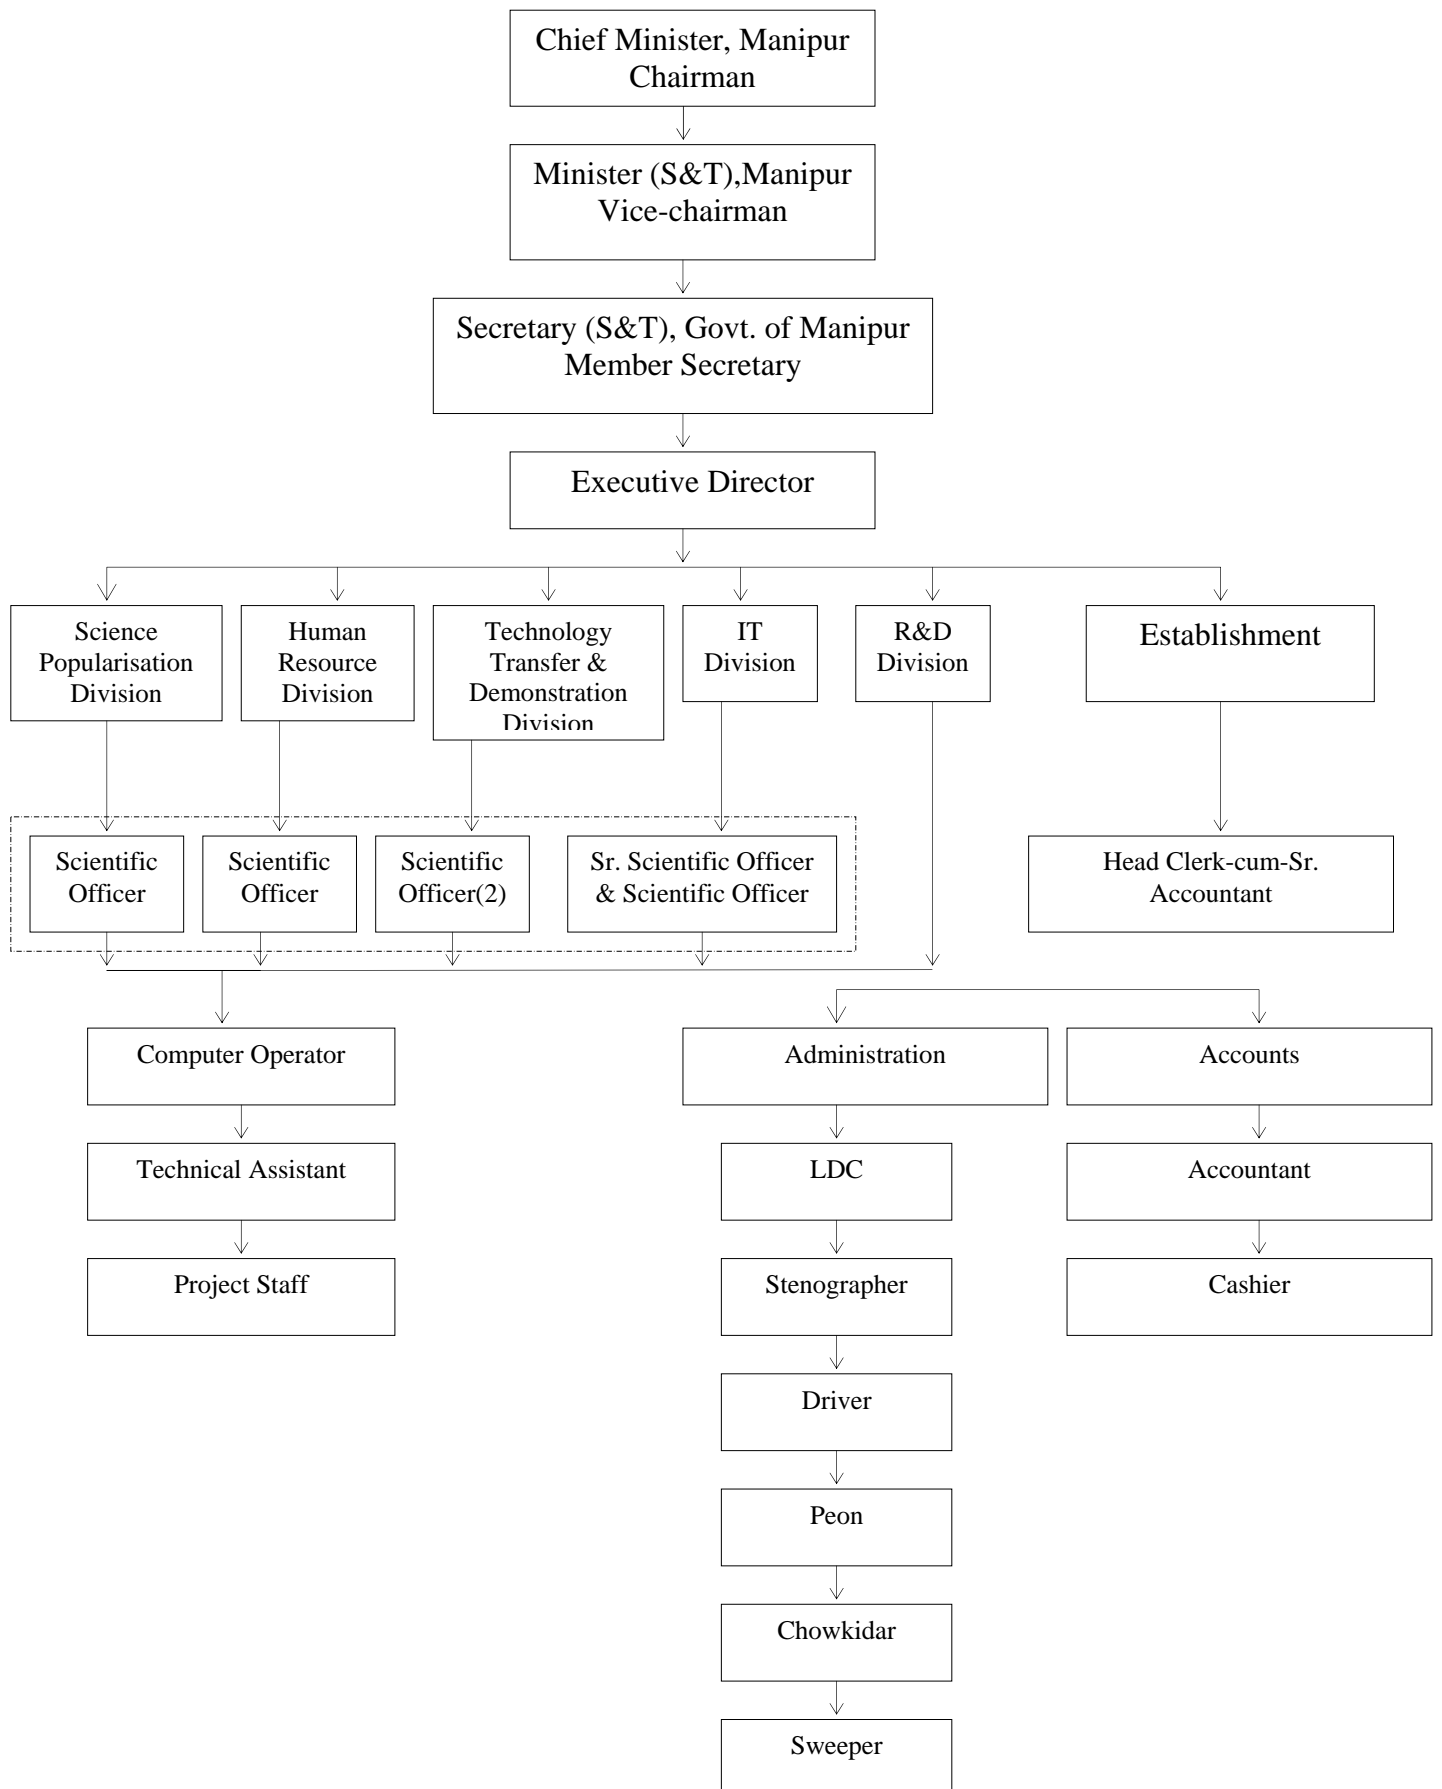 Chief Minister, Manipur
Chairman
Minister (S&T),Manipur
Vice-chairman
Secretary (S&T), Govt. of Manipur
Member Secretary
Executive Director
Science
Popularisation
Division
Human
Resource
Division
Technology
Transfer &
Demonstration
Division
IT
Division
R&D
Division
Establishment
Scientific
Officer
Scientific
Officer
Scientific
Officer(2)
Sr. Scientific Officer
& Scientific Officer
Head Clerk-cum-Sr.
Accountant
Computer Operator
Administration
Accounts
Technical Assistant
LDC
Accountant
Project Staff
Stenographer
Cashier
Driver
Peon
Chowkidar
Sweeper